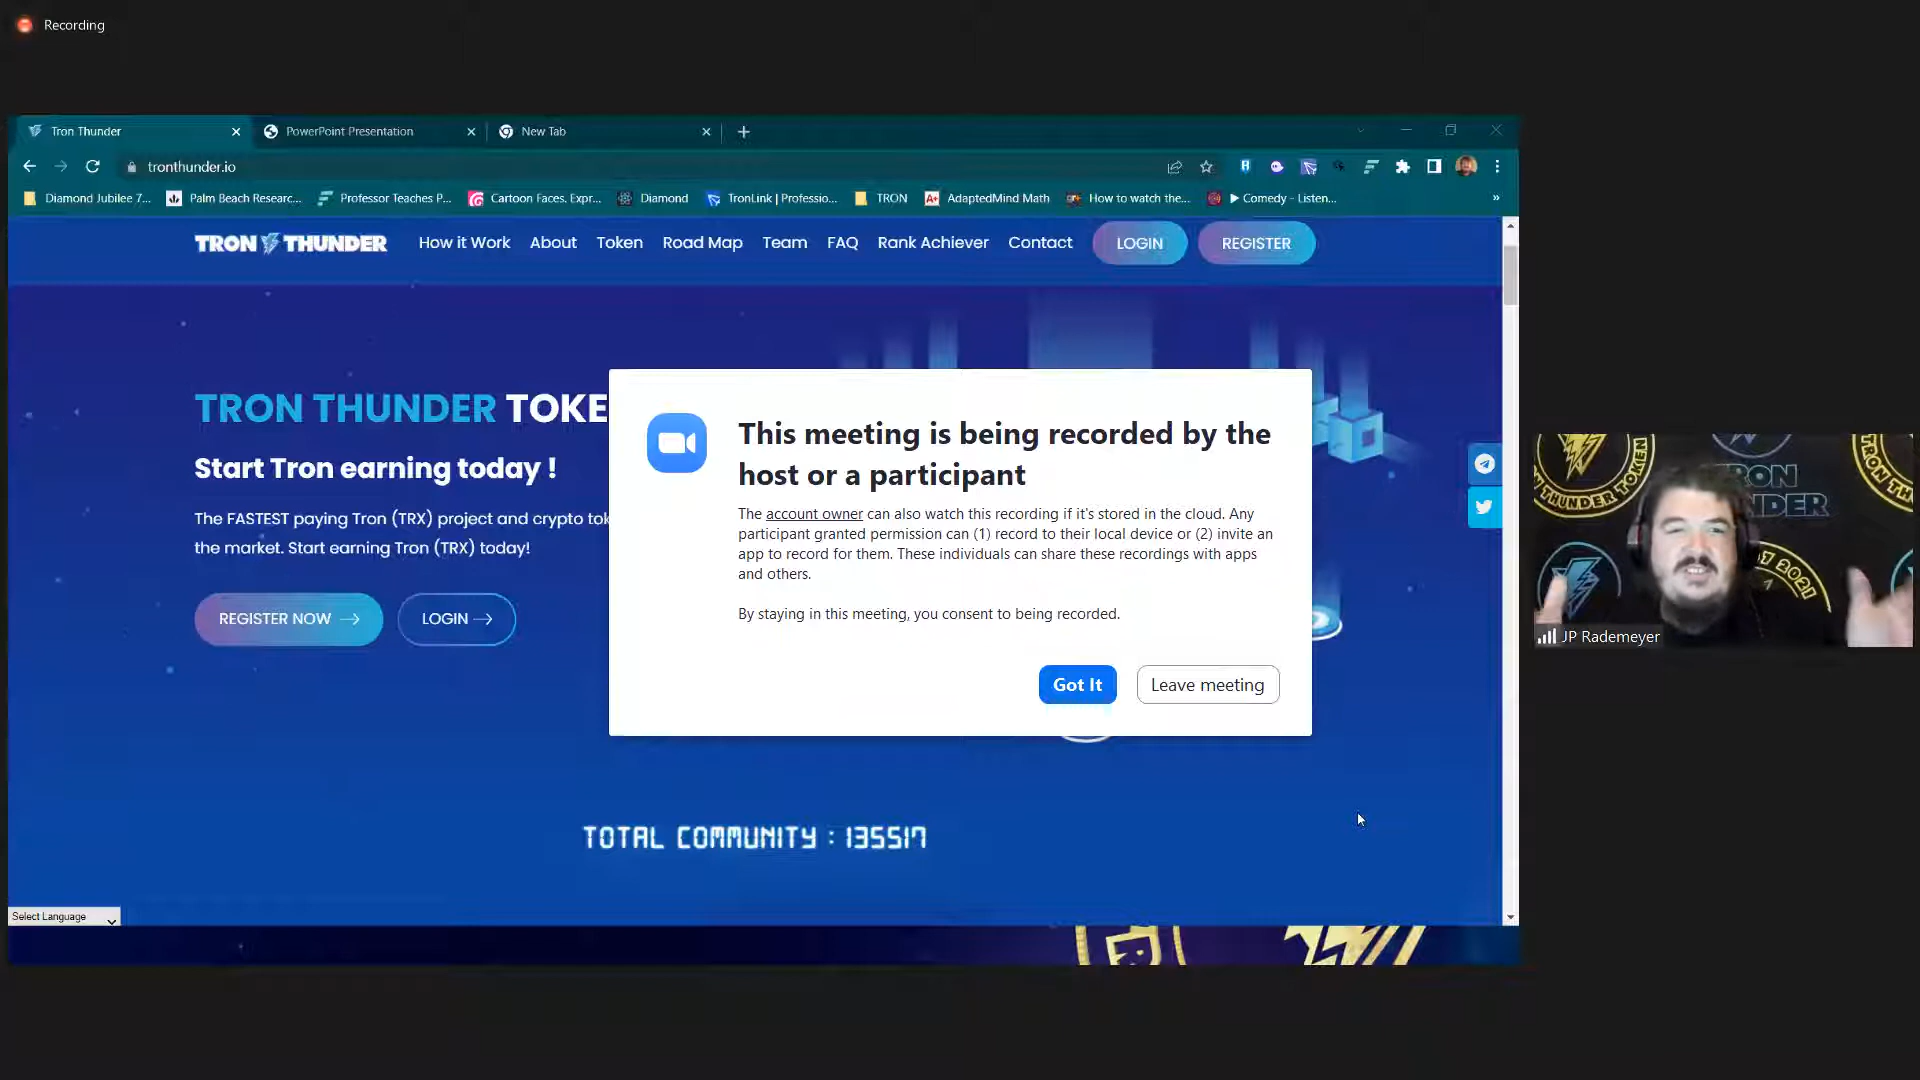 Recording
Tron Thunder
PowerPoint Presentation
New Tab
tronthunder.io
Diamond Jubilee 7...
Palm Beach Researc...
Professor Teaches P...
Cartoon Faces. Expr...
Diamond
TronLink | Professio...
TRON
AdaptedMind Math
How to watch the...
Comedy - Listen...
TRON THUNDER
How it Work
About
Token
Road Map
Team
FAQ
Rank Achiever
Contact
LOGIN
REGISTER
TRON THUNDER TOKE
Start Tron earning today !
The FASTEST paying Tron (TRX) project and crypto tok
the market. Start earning Tron (TRX) today!
REGISTER NOW
LOGIN
This meeting is being recorded by the
host or a participant
The account owner can also watch this recording if it's stored in the cloud. Any
participant granted permission can (1) record to their local device or (2) invite an
app to record for them. These individuals can share these recordings with apps
and others.
By staying in this meeting, you consent to being recorded.
Got It
Leave meeting
TOTAL COMMUNITY : 135517
Select Language
JP Rademeyer